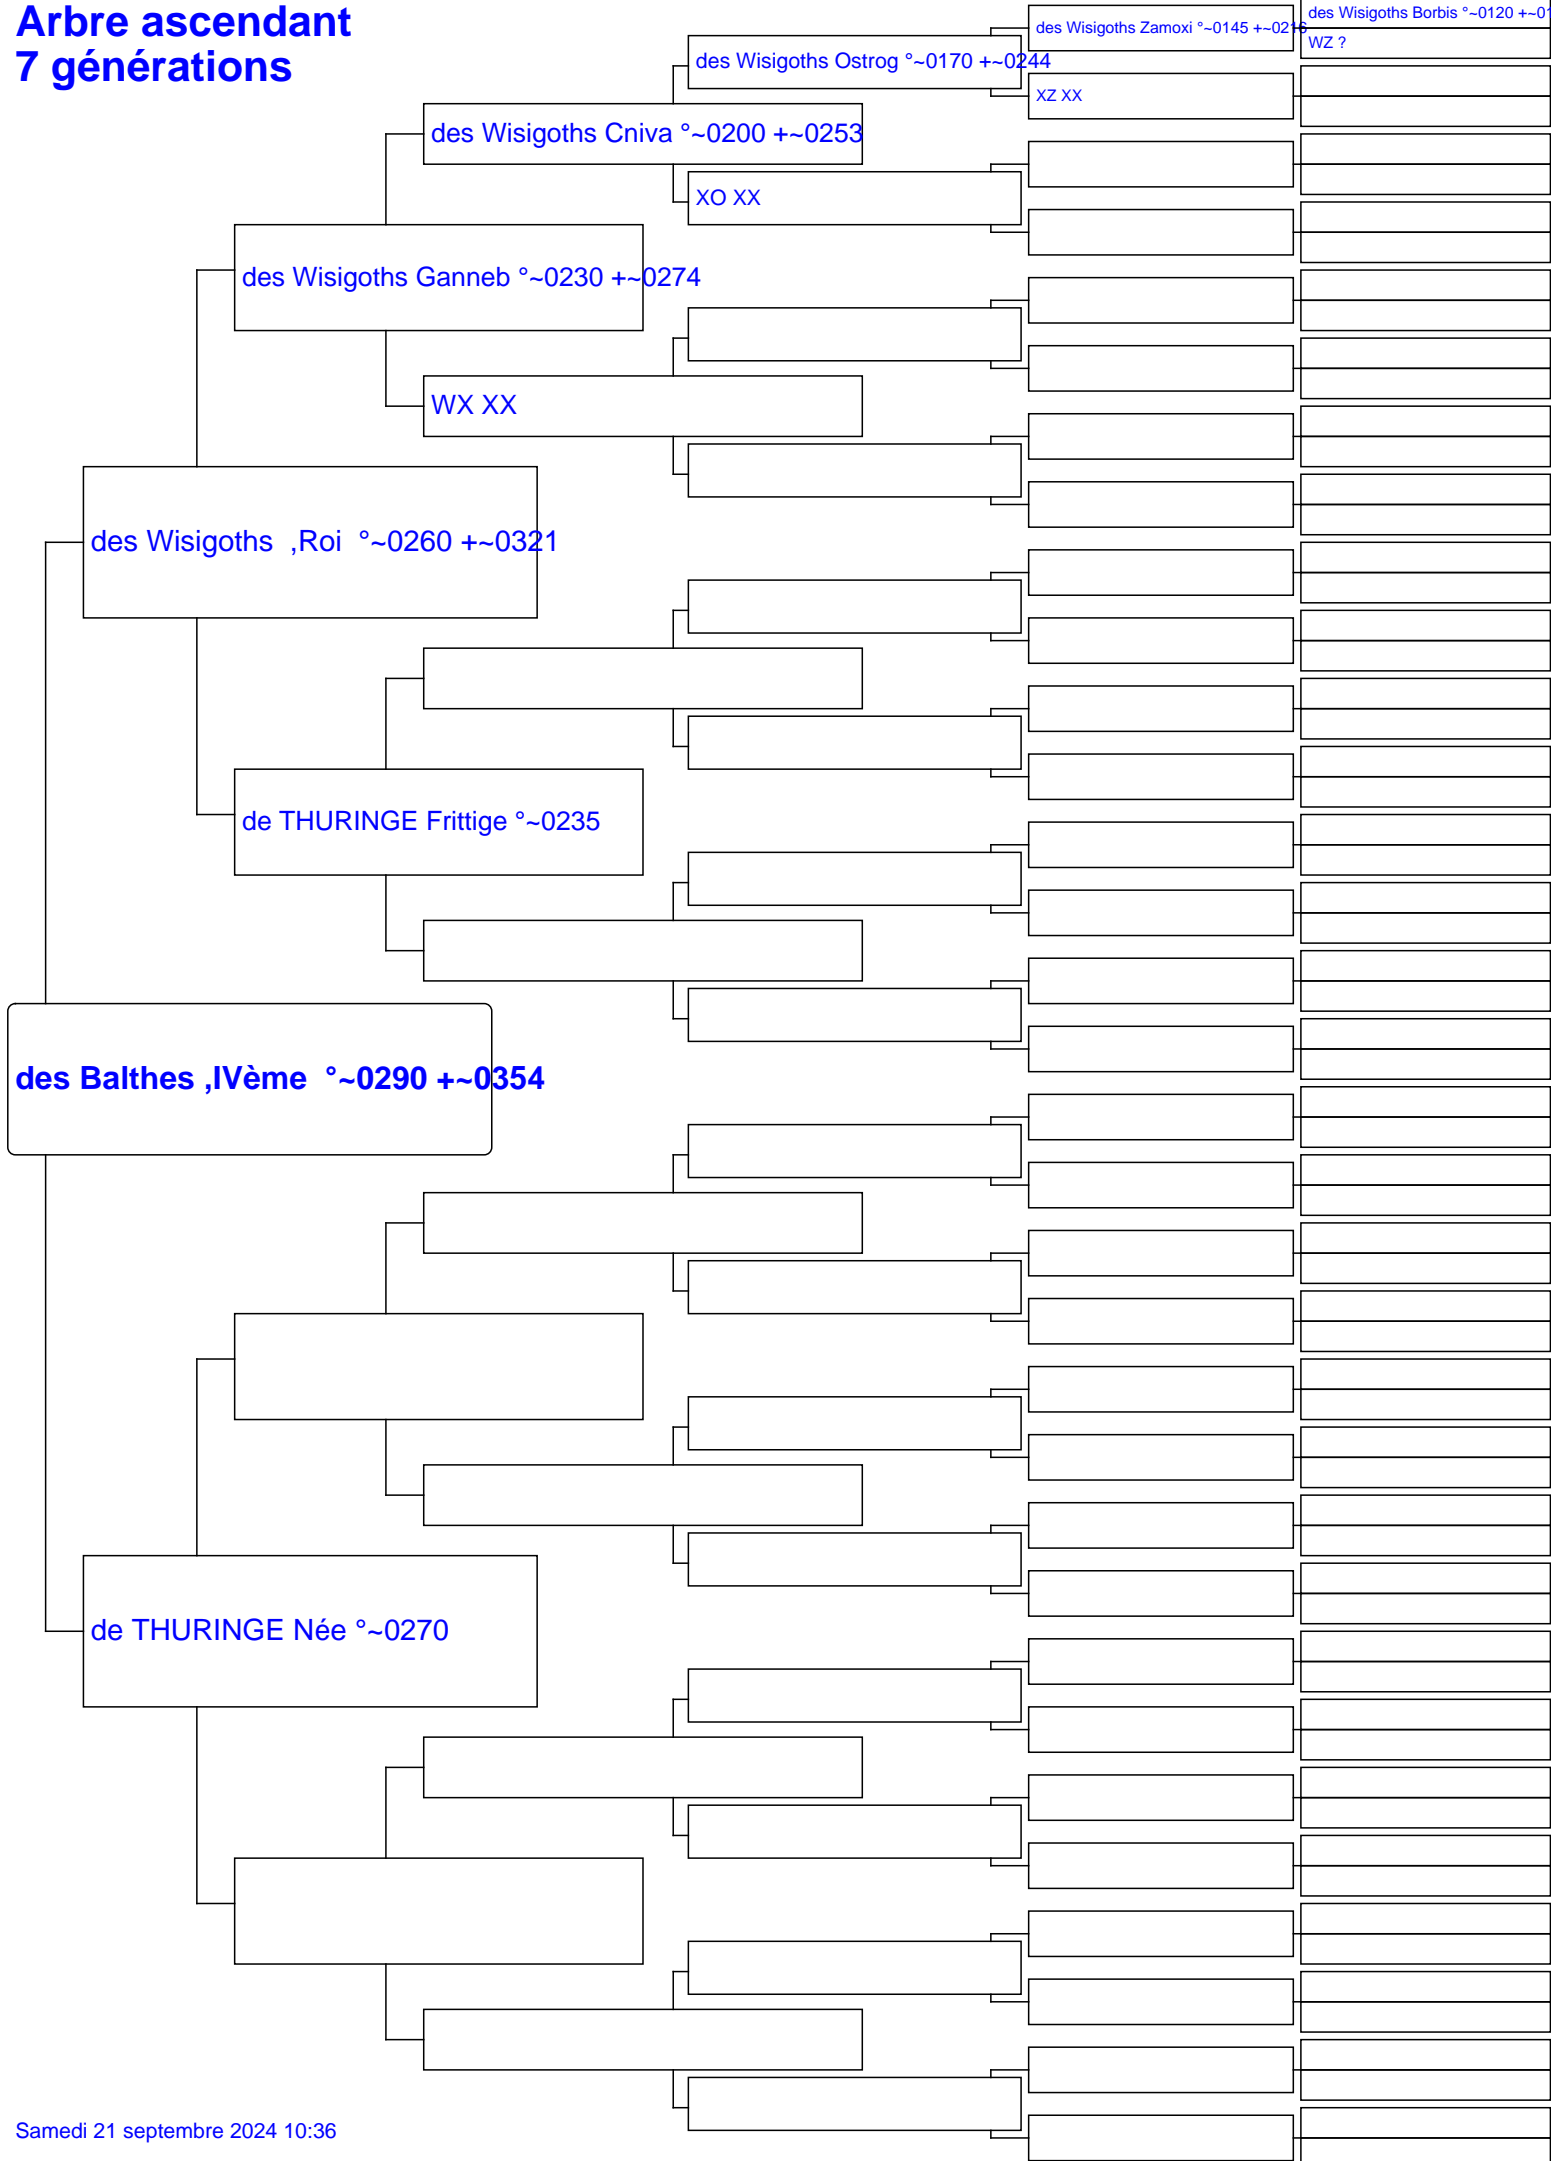 Arbre ascendant
7 générations
des Wisigoths Borbis °~0120 +~01
des Wisigoths Zamoxi °~0145 +~0216
WZ ?
des Wisigoths Ostrog °~0170 +~0244
XZ XX
des Wisigoths Cniva °~0200 +~0253
XO XX
des Wisigoths Ganneb °~0230 +~0274
WX XX
des Wisigoths ,Roi °~0260 +~0321
de THURINGE Frittige °~0235
des Balthes ,IVème °~0290 +~0354
de THURINGE Née °~0270
Samedi 21 septembre 2024 10:36